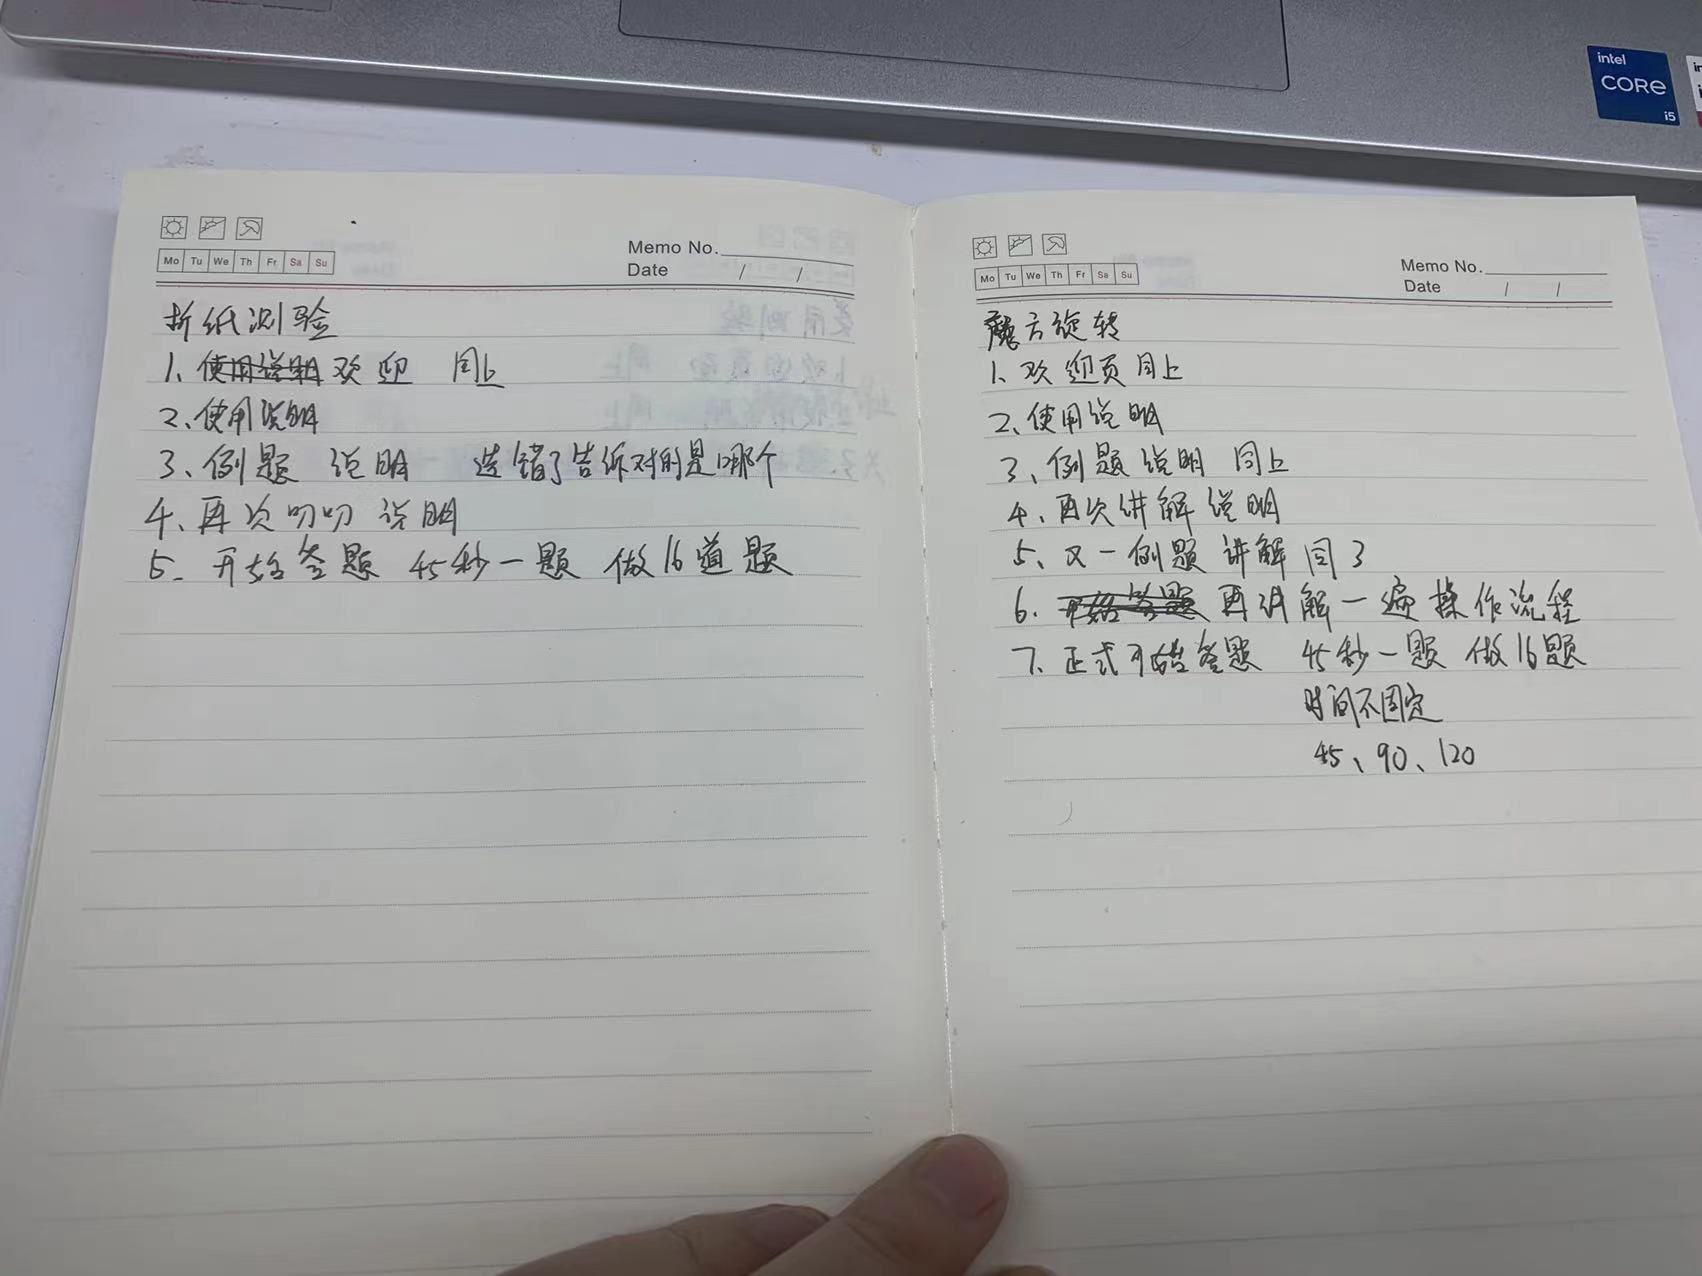 intel
CORE
i5
Mo Tu We Th Fr Sa Su
Memo No.
Date / /
折纸测验
1、使用说明 欢迎 同上
2、使用说明
3、例题 说明 选错了告诉对的是哪个
4、再次叨叨 说明
5. 开始答题 45秒一题 做16道题
Mo Tu We Th Fr Sa Su
Memo No.
Date / /
魔方旋转
1、欢迎页同上
2、使用说明
3、例题说明 同上
4、再次讲解说明
5、又一例题讲解同3
6. 开始答题 再讲解一遍操作流程
7、正式开始答题 45秒一题 做16题
时间不固定
45、90、120